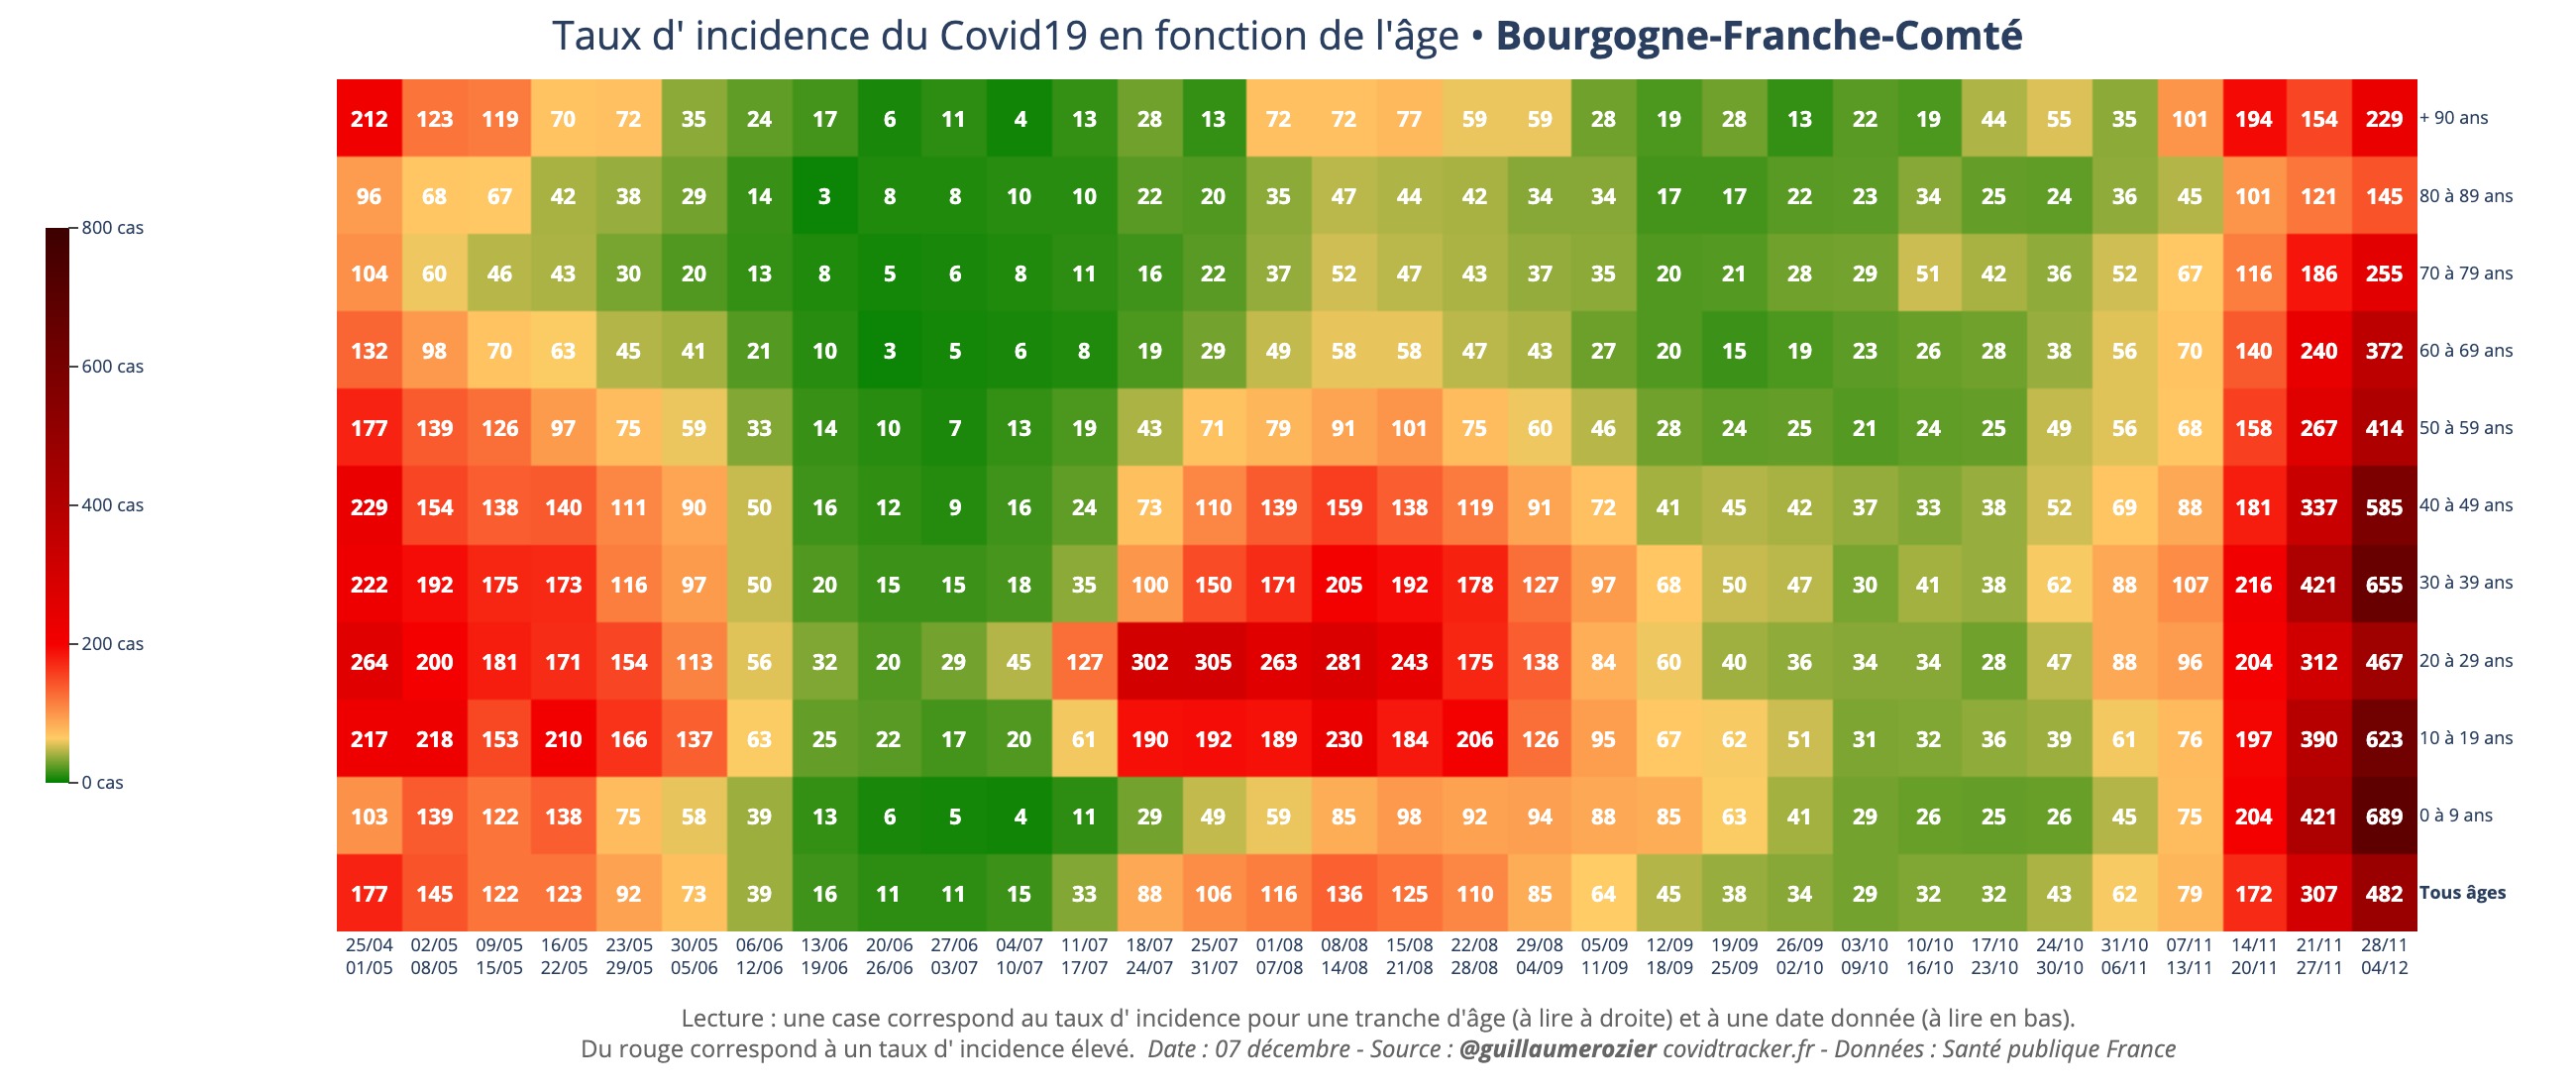 Taux d' incidence du Covid19 en fonction de l'âge • Bourgogne-Franche-Comté
800 cas
600 cas
400 cas
200 cas
0 cas
212 123 119 70 72 35 24 17 6 11 4 13 28 13 72 72 77 59 59 28 19 28 13 22 19 44 55 35 101 194 154 229 + 90 ans
96 68 67 42 38 29 14 3 8 8 10 10 22 20 35 47 44 42 34 34 17 17 22 23 34 25 24 36 45 101 121 145 80 à 89 ans
104 60 46 43 30 20 13 8 5 6 8 11 16 22 37 52 47 43 37 35 20 21 28 29 51 42 36 52 67 116 186 255 70 à 79 ans
132 98 70 63 45 41 21 10 3 5 6 8 19 29 49 58 58 47 43 27 20 15 19 23 26 28 38 56 70 140 240 372 60 à 69 ans
177 139 126 97 75 59 33 14 10 7 13 19 43 71 79 91 101 75 60 46 28 24 25 21 24 25 49 56 68 158 267 414 50 à 59 ans
229 154 138 140 111 90 50 16 12 9 16 24 73 110 139 159 138 119 91 72 41 45 42 37 33 38 52 69 88 181 337 585 40 à 49 ans
222 192 175 173 116 97 50 20 15 15 18 35 100 150 171 205 192 178 127 97 68 50 47 30 41 38 62 88 107 216 421 655 30 à 39 ans
264 200 181 171 154 113 56 32 20 29 45 127 302 305 263 281 243 175 138 84 60 40 36 34 34 28 47 88 96 204 312 467 20 à 29 ans
217 218 153 210 166 137 63 25 22 17 20 61 190 192 189 230 184 206 126 95 67 62 51 31 32 36 39 61 76 197 390 623 10 à 19 ans
103 139 122 138 75 58 39 13 6 5 4 11 29 49 59 85 98 92 94 88 85 63 41 29 26 25 26 45 75 204 421 689 0 à 9 ans
177 145 122 123 92 73 39 16 11 11 15 33 88 106 116 136 125 110 85 64 45 38 34 29 32 32 43 62 79 172 307 482 Tous âges
25/04 02/05 09/05 16/05 23/05 30/05 06/06 13/06 20/06 27/06 04/07 11/07 18/07 25/07 01/08 08/08 15/08 22/08 29/08 05/09 12/09 19/09 26/09 03/10 10/10 17/10 24/10 31/10 07/11 14/11 21/11 28/11
01/05 08/05 15/05 22/05 29/05 05/06 12/06 19/06 26/06 03/07 10/07 17/07 24/07 31/07 07/08 14/08 21/08 28/08 04/09 11/09 18/09 25/09 02/10 09/10 16/10 23/10 30/10 06/11 13/11 20/11 27/11 04/12
Lecture : une case correspond au taux d' incidence pour une tranche d'âge (à lire à droite) et à une date donnée (à lire en bas).
Du rouge correspond à un taux d' incidence élevé. Date : 07 décembre - Source : @guillaumerozier covidtracker.fr - Données : Santé publique France